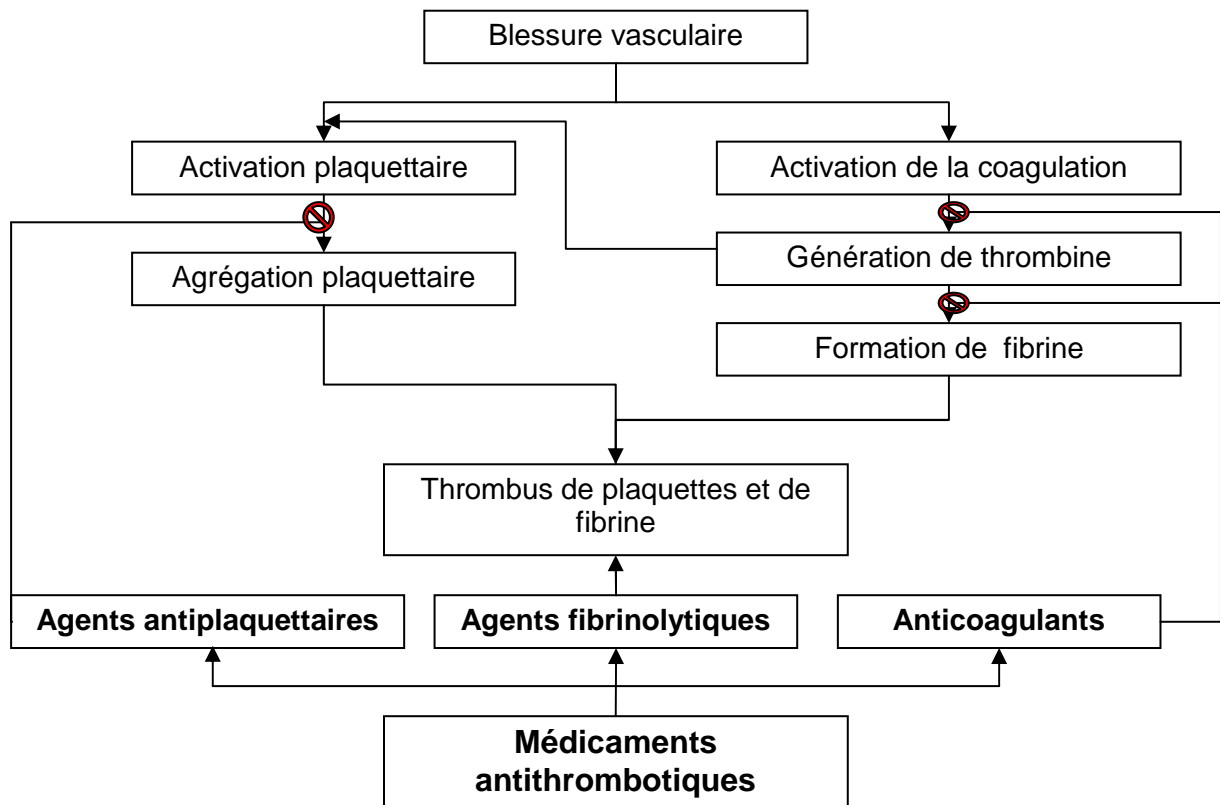 Blessure vasculaire
Activation plaquettaire
Activation de la coagulation
Agrégation plaquettaire
Génération de thrombine
Formation de fibrine
Thrombus de plaquettes et de
fibrine
Agents antiplaquettaires
Agents fibrinolytiques
Anticoagulants
Médicaments
antithrombotiques